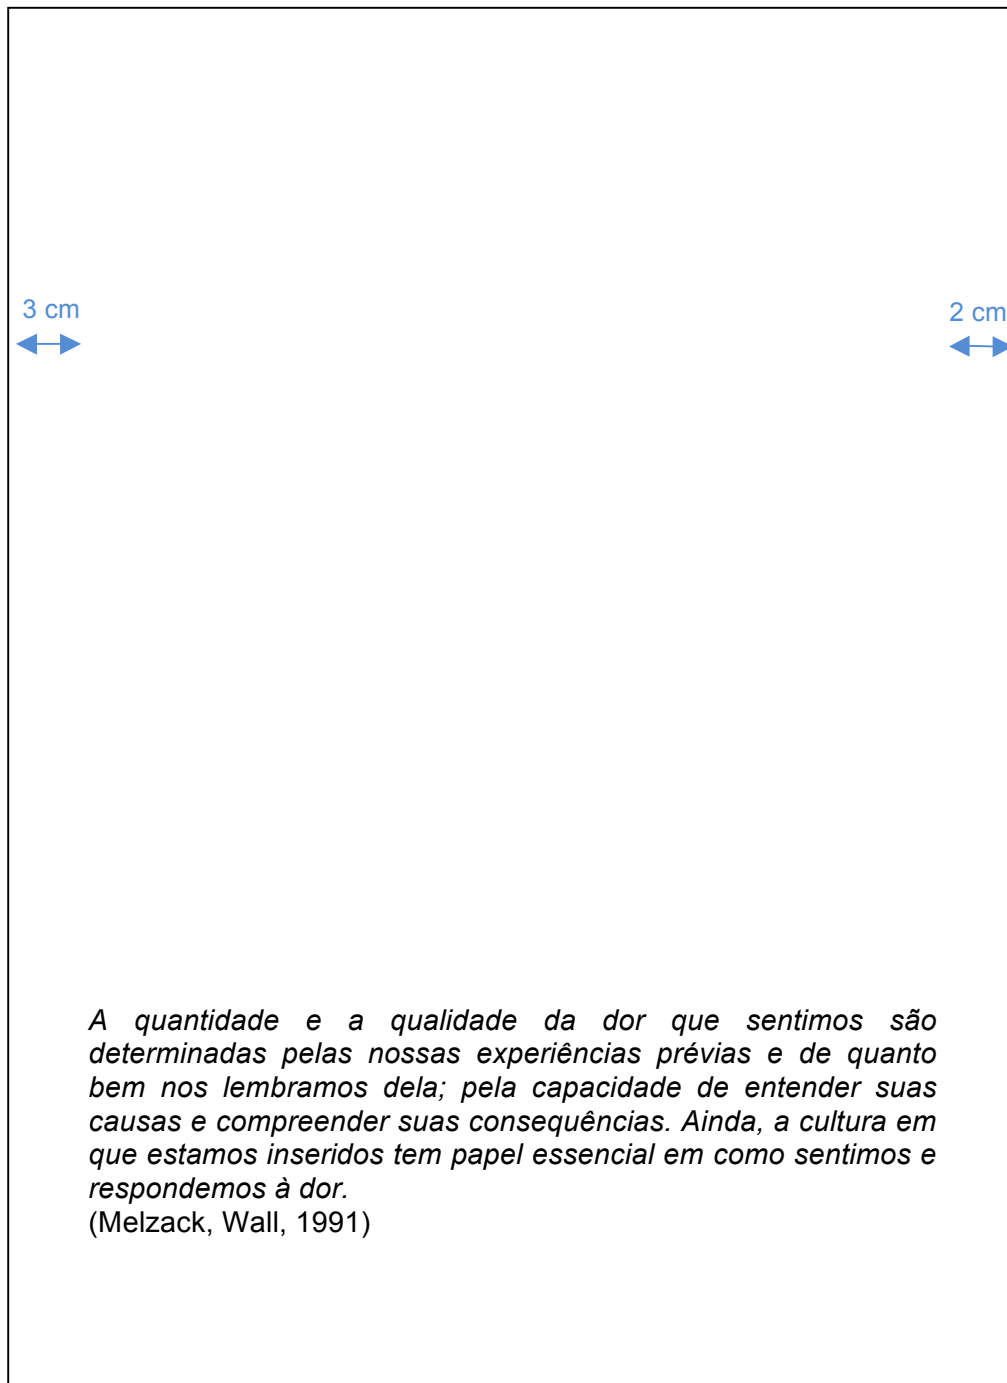 3 cm
2 cm
A quantidade e a qualidade da dor que sentimos são
determinadas pelas nossas experiências prévias e de quanto
bem nos lembramos dela; pela capacidade de entender suas
causas e compreender suas consequências. Ainda, a cultura em
que estamos inseridos tem papel essencial em como sentimos e
respondemos à dor.
(Melzack, Wall, 1991)